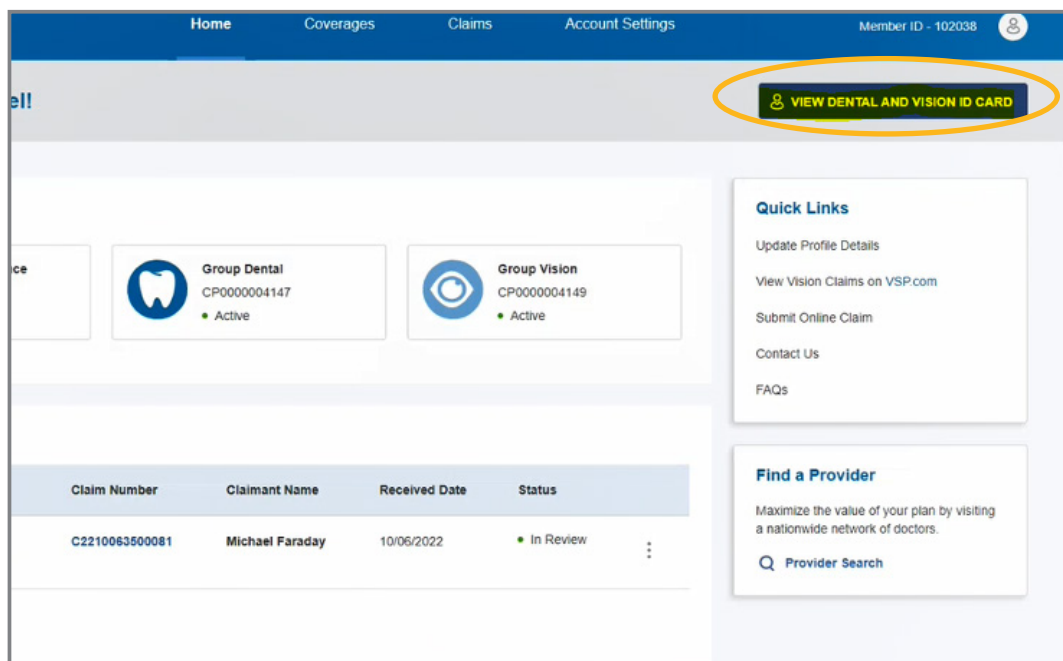 Home Coverages Claims Account Settings Member ID - 102038
el!
VIEW DENTAL AND VISION ID CARD
ce
Group Dental
CP0000004147
Active
Group Vision
CP0000004149
Active
Quick Links
Update Profile Details
View Vision Claims on VSP.com
Submit Online Claim
Contact Us
FAQs
Claim Number Claimant Name Received Date Status
C2210063500081 Michael Faraday 10/06/2022 In Review
Find a Provider
Maximize the value of your plan by visiting
a nationwide network of doctors.
Provider Search